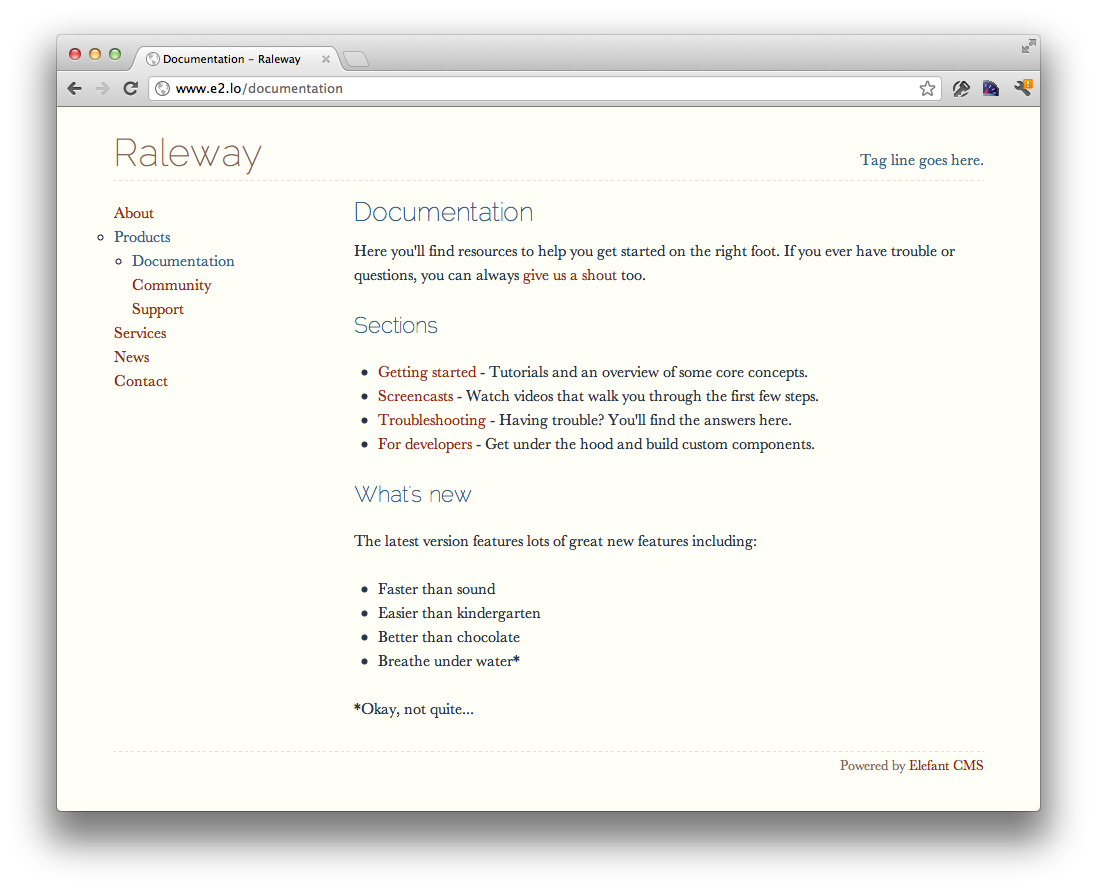 Documentation – Raleway
www.e2.lo/documentation
Raleway
Tag line goes here.
About
Products
Documentation
Community
Support
Services
News
Contact
Documentation
Here you'll find resources to help you get started on the right foot. If you ever have trouble or
questions, you can always give us a shout too.
Sections
Getting started - Tutorials and an overview of some core concepts.
Screencasts - Watch videos that walk you through the first few steps.
Troubleshooting - Having trouble? You'll find the answers here.
For developers - Get under the hood and build custom components.
What's new
The latest version features lots of great new features including:
Faster than sound
Easier than kindergarten
Better than chocolate
Breathe under water*
*Okay, not quite...
Powered by Elefant CMS